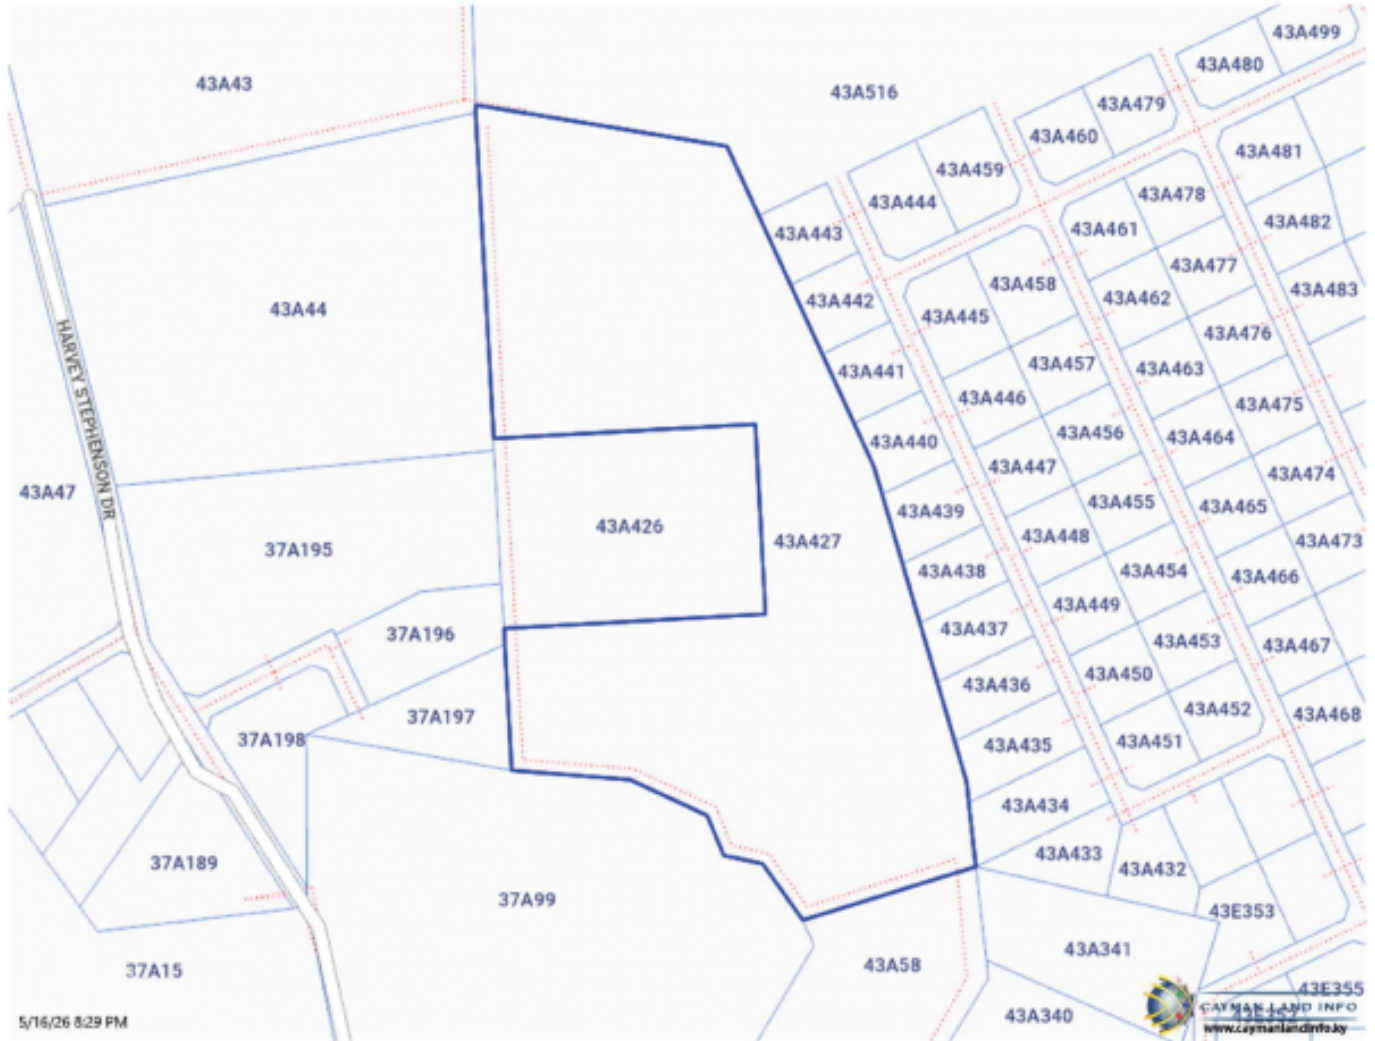 43A499
43A480
43A43
43A516
43A479
43A460
43A481
43A459
43A478
43A444
43A482
43A461
43A443
43A477
43A458
43A483
43A462
43A442
43A44
43A445
43A476
43A457
43A463
43A441
43A446
43A475
43A456
43A464
43A440
HARVEY STEPHENSON DR
43A447
43A474
43A47
43A455
43A465
43A439
43A426
43A448
43A427
43A473
37A195
43A454
43A438
43A466
43A449
43A437
37A196
43A453
43A467
43A450
43A436
43A452
43A468
37A197
37A198
43A451
43A435
43A434
43A433
37A189
43A432
37A99
43E353
43A341
43A58
37A15
43E355
CAYMAN LAND INFO
43A340
43E352
5/16/26 8:29 PM
www.caymanlandinfo.ky